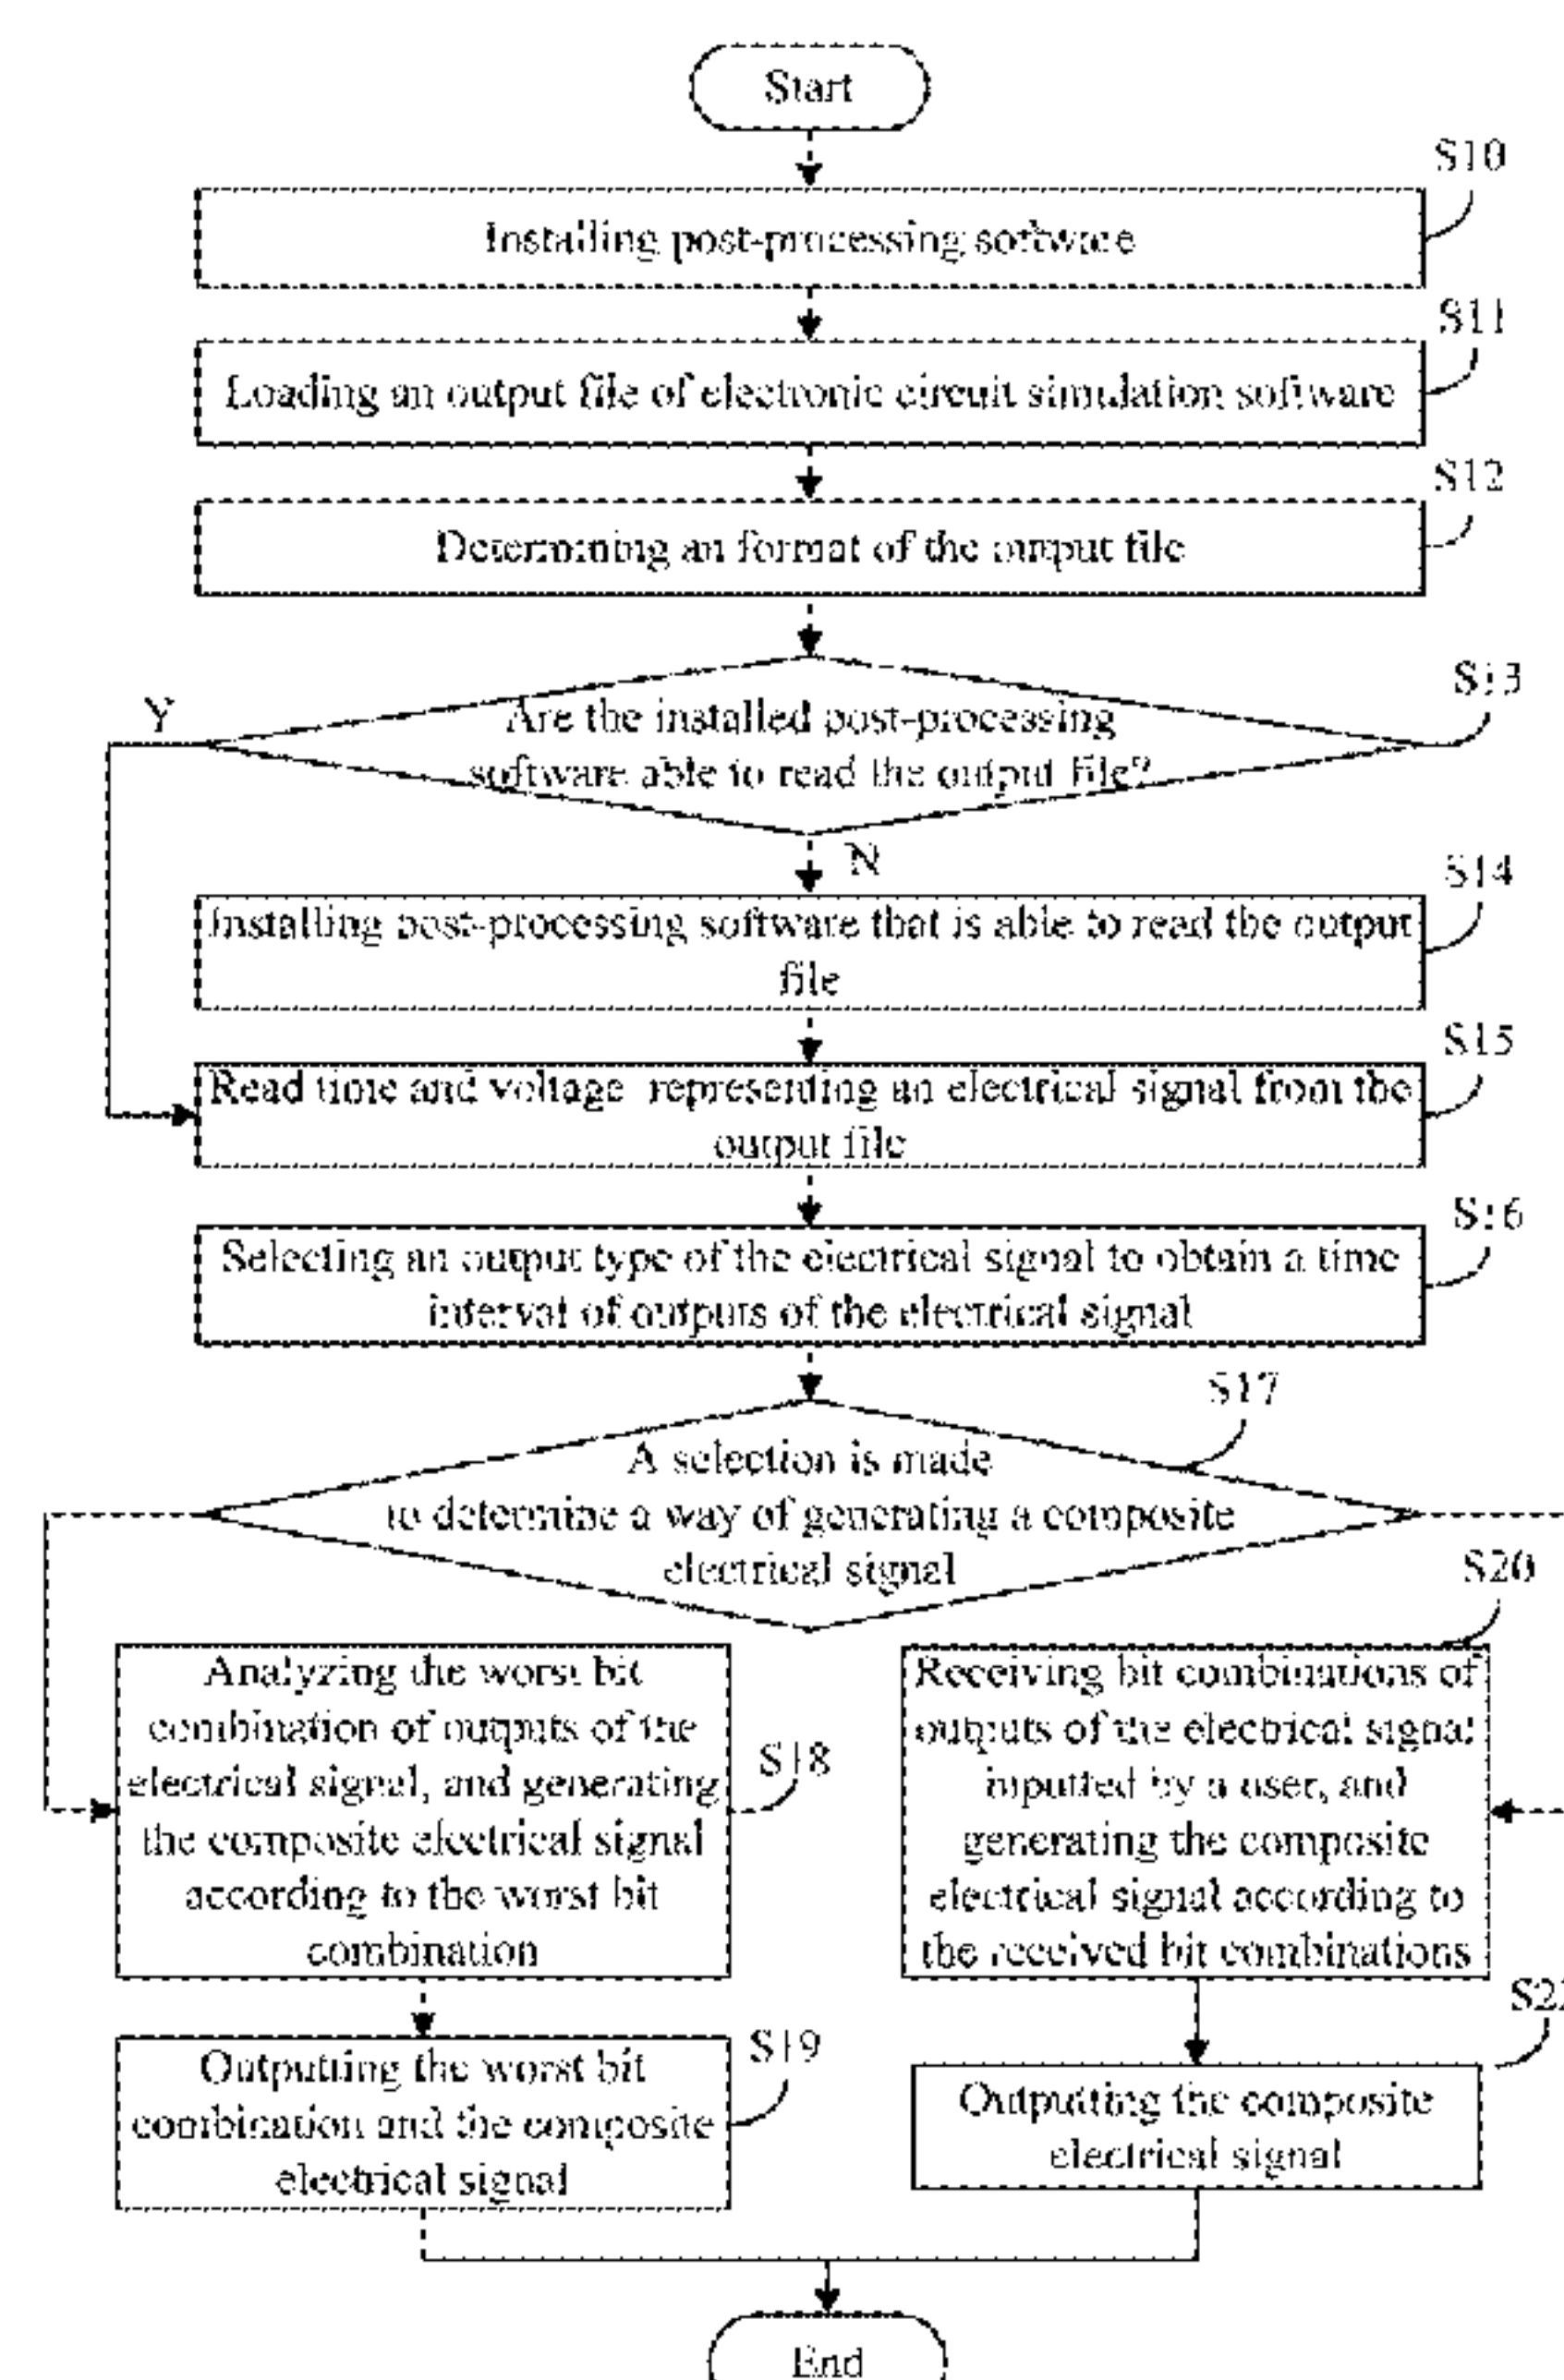 Start
S10
Installing post-processing software
S11
Loading an output file of electronic circuit simulation software
S12
Determining an format of the output file
S13
Y
Are the installed post-processing
software able to read the output file?
N
S14
Installing post-processing software that is able to read the output
file
S15
Read time and voltage representing an electrical signal from the
output file
S16
Selecting an output type of the electrical signal to obtain a time
interval of outputs of the electrical signal
S17
A selection is made
to determine a way of generating a composite
electrical signal
S20
Analyzing the worst bit
combination of outputs of the
electrical signal, and generating
the composite electrical signal
according to the worst bit
combination
S18
Receiving bit combinations of
outputs of the electrical signal
inputted by a user, and
generating the composite
electrical signal according to
the received bit combinations
S19
Outputting the worst bit
combination and the composite
electrical signal
Outputting the composite
electrical signal
End